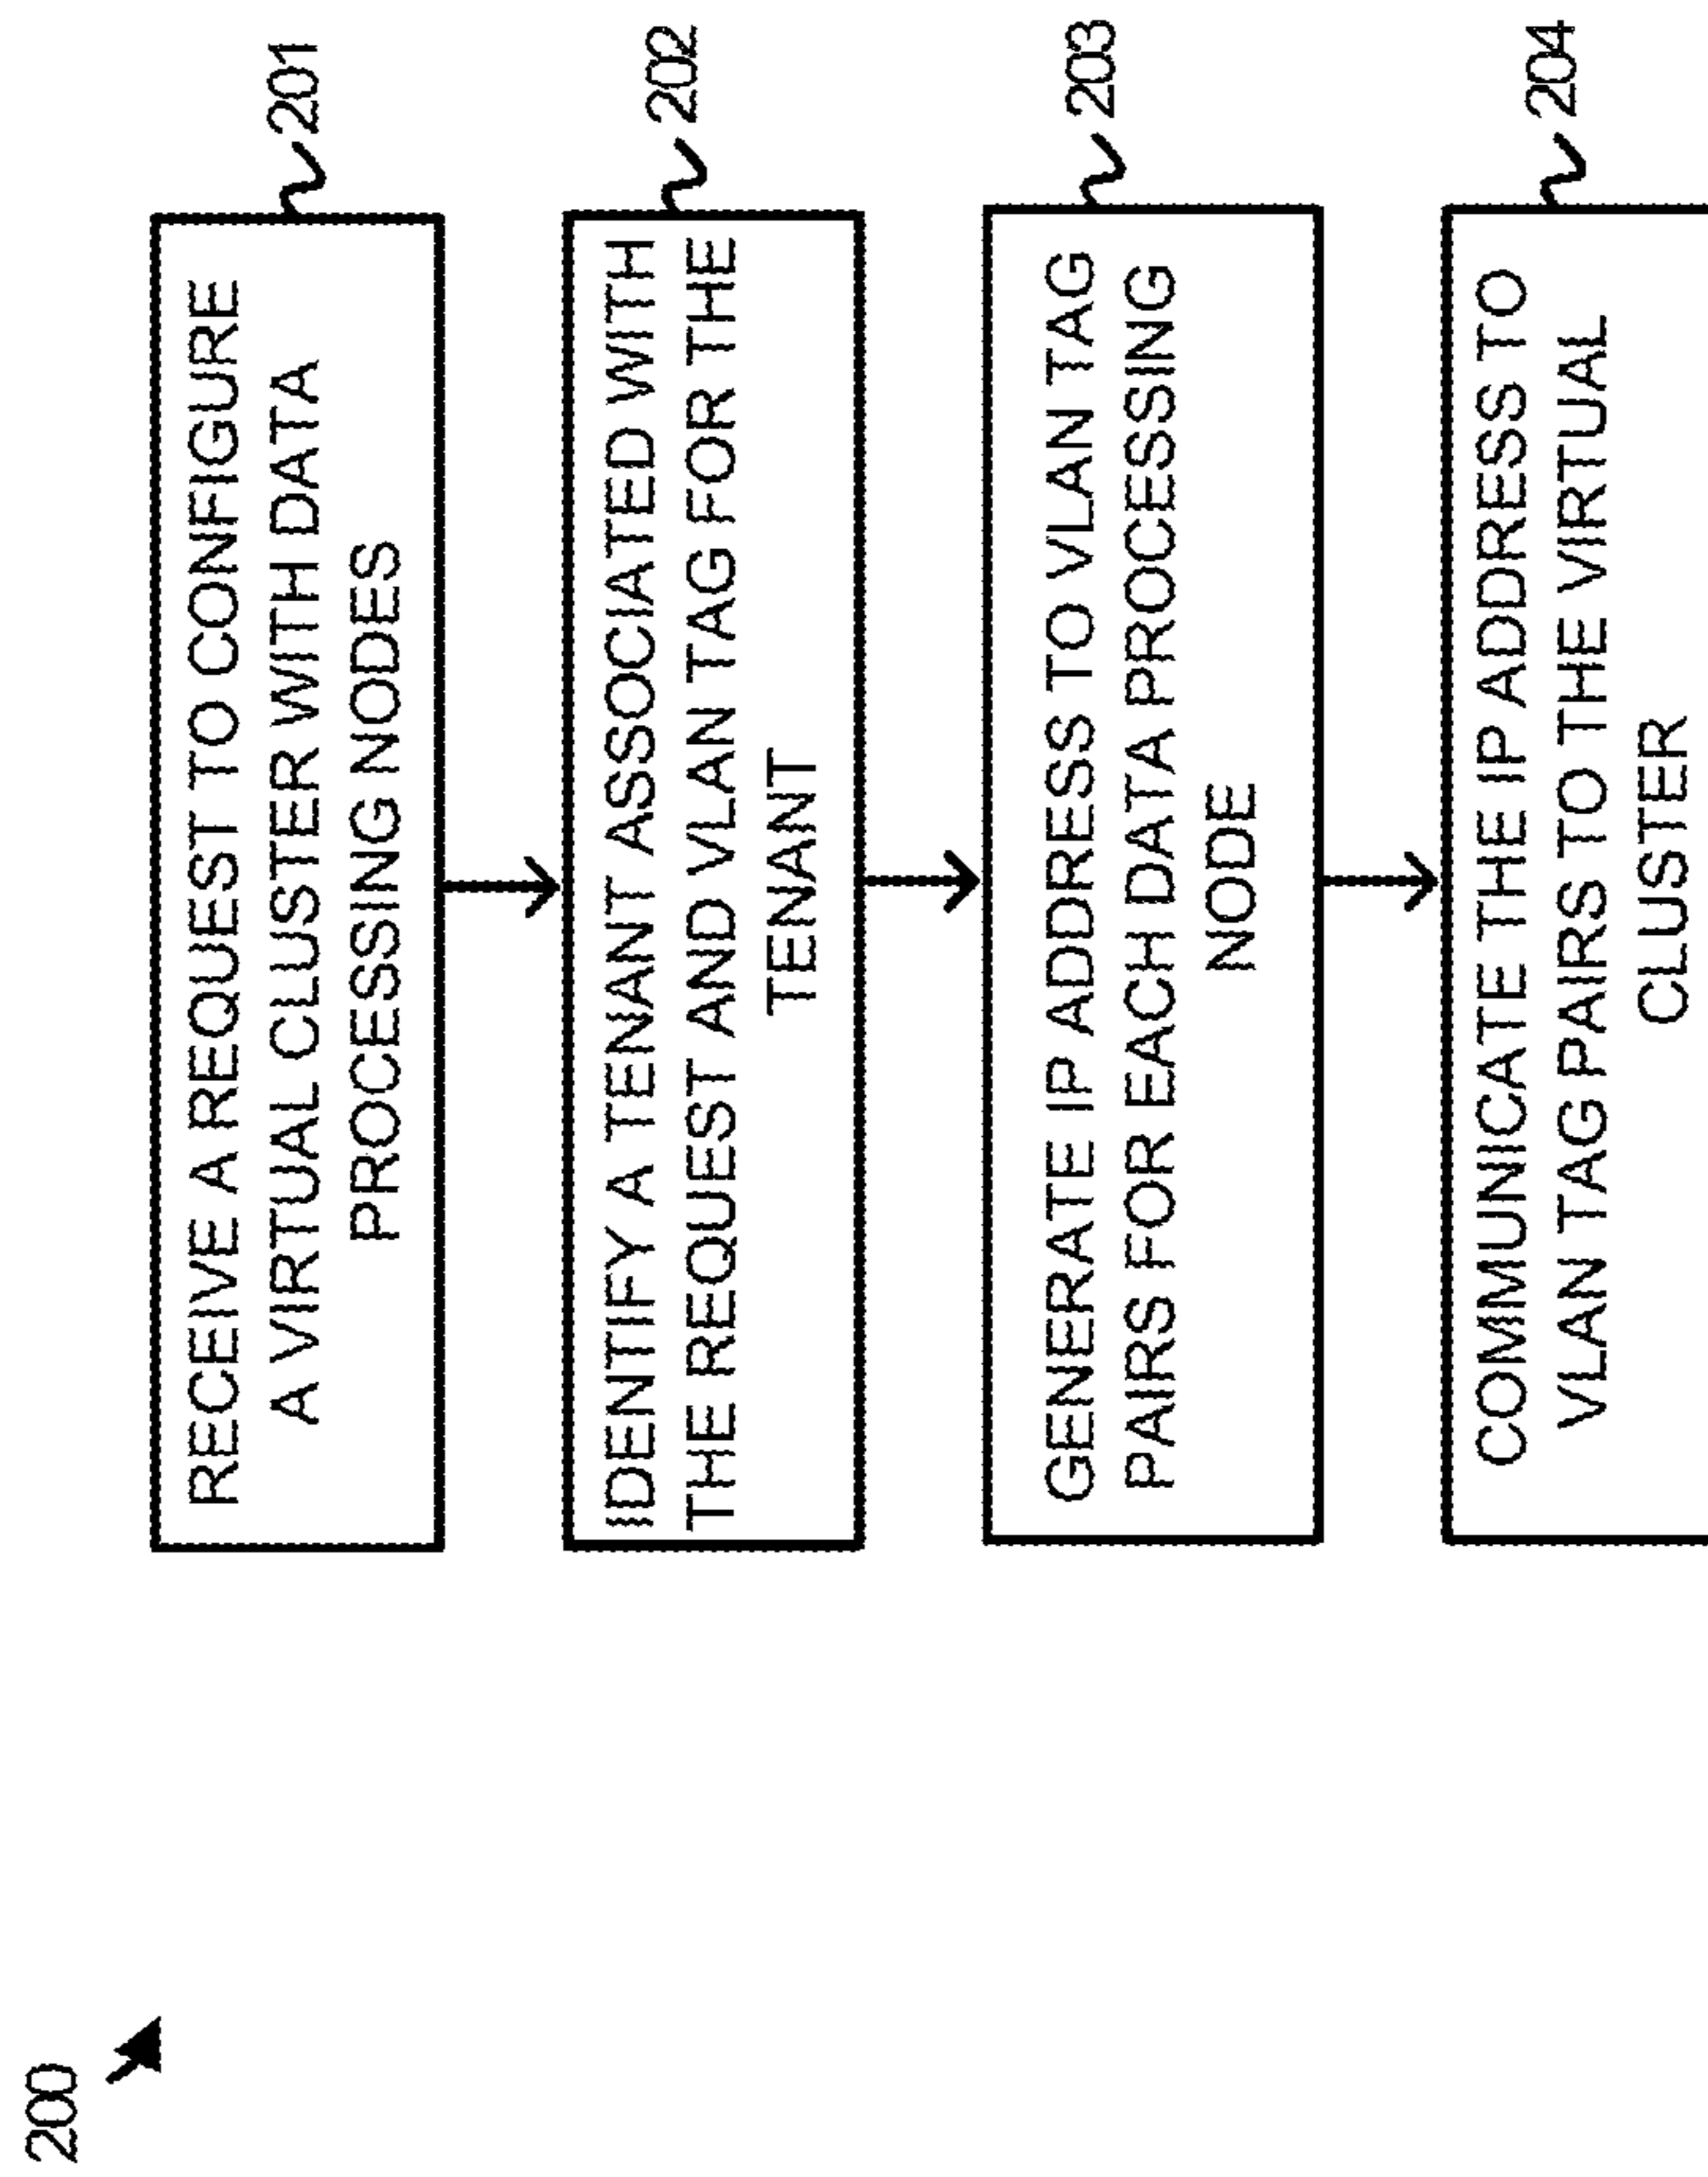 200
RECEIVE A REQUEST TO CONFIGURE
A VIRTUAL CLUSTER WITH DATA
PROCESSING NODES
201
IDENTIFY A TENANT ASSOCIATED WITH
THE REQUEST AND VLAN TAG FOR THE
TENANT
202
GENERATE IP ADDRESS TO VLAN TAG
PAIRS FOR EACH DATA PROCESSING
NODE
203
COMMUNICATE THE IP ADDRESS TO
VLAN TAG PAIRS TO THE VIRTUAL
CLUSTER
204